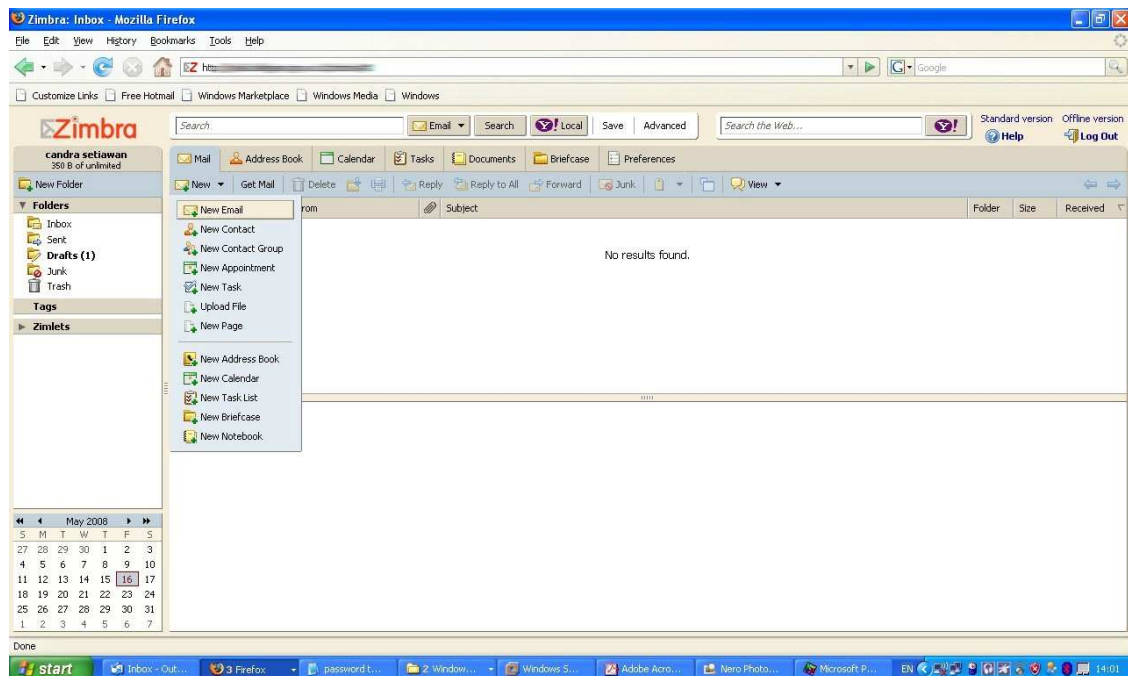 Zimbra: Inbox - Mozilla Firefox
File Edit View History Bookmarks Tools Help
Z Google
Customize Links Free Hotmail Windows Marketplace Windows Media Windows
Zimbra Search Email Search Y! Local Save Advanced Search the Web... Y! Standard version Offline version
Help Log Out
candra setiawan
350 B of unlimited
Mail Address Book Calendar Tasks Documents Briefcase Preferences
New Folder New Get Mail Delete Reply Reply to All Forward Junk View
Folders
rom Subject Folder Size Received
Inbox
Sent
Drafts (1)
Junk
Trash
Tags
Zimlets
New Email
New Contact
New Contact Group
New Appointment
New Task
Upload File
New Page
New Address Book
New Calendar
New Task List
New Briefcase
New Notebook
No results found.
May 2008
S M T W T F S
27 28 29 30 1 2 3
4 5 6 7 8 9 10
11 12 13 14 15 16 17
18 19 20 21 22 23 24
25 26 27 28 29 30 31
1 2 3 4 5 6 7
Done
start Inbox - Out... 3 Firefox password t... 2 Window... Windows S... Adobe Acro... Nero Photo... Microsoft P... EN 14:01